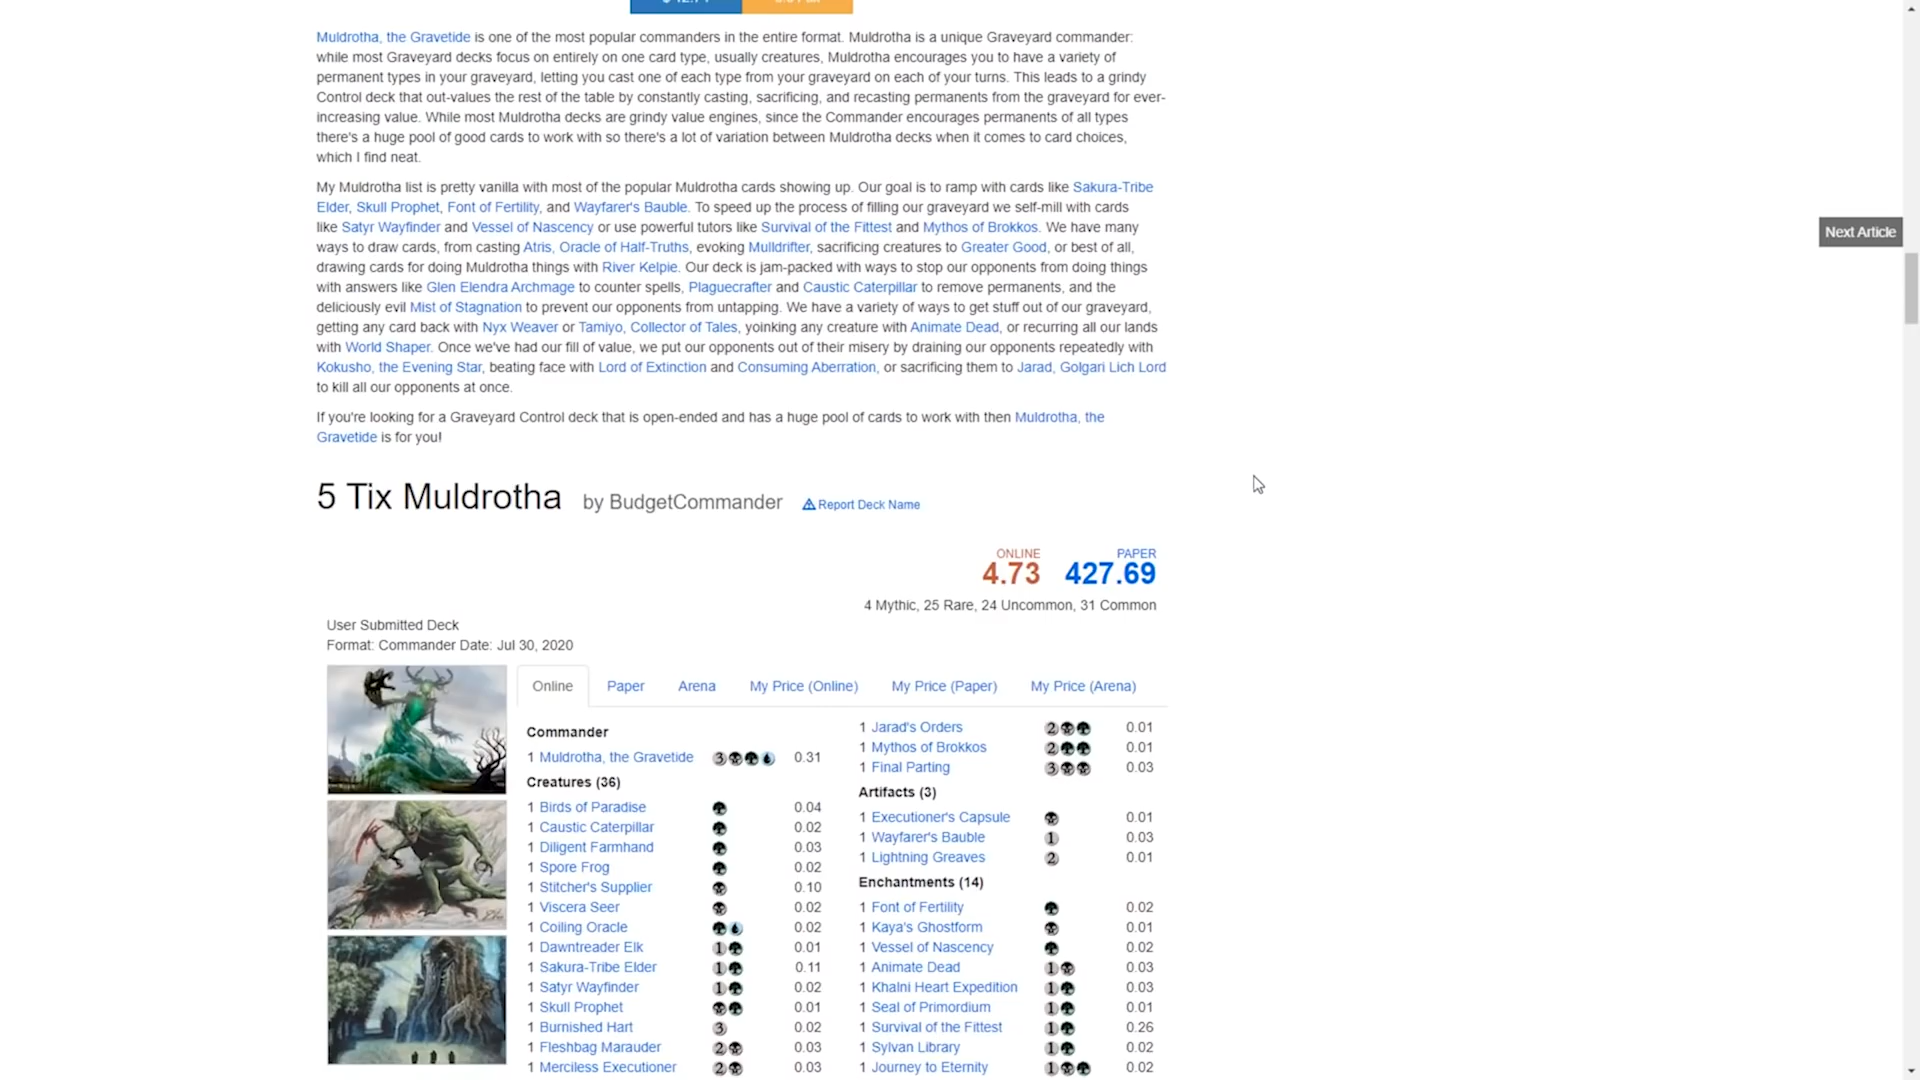 Muldrotha, the Gravetide is one of the most popular commanders in the entire format. Muldrotha is a unique Graveyard commander:
while most Graveyard decks focus on entirely on one card type, usually creatures, Muldrotha encourages you to have a variety of
permanent types in your graveyard, letting you cast one of each type from your graveyard on each of your turns. This leads to a grindy
Control deck that out-values the rest of the table by constantly casting, sacrificing, and recasting permanents from the graveyard for ever-
increasing value. While most Muldrotha decks are grindy value engines, since the Commander encourages permanents of all types
there's a huge pool of good cards to work with so there's a lot of variation between Muldrotha decks when it comes to card choices,
which I find neat.
My Muldrotha list is pretty vanilla with most of the popular Muldrotha cards showing up. Our goal is to ramp with cards like Sakura-Tribe
Elder, Skull Prophet, Font of Fertility, and Wayfarer's Bauble. To speed up the process of filling our graveyard we self-mill with cards
like Satyr Wayfinder and Vessel of Nascency or use powerful tutors like Survival of the Fittest and Mythos of Brokkos. We have many
Next Article
ways to draw cards, from casting Atris, Oracle of Half-Truths, evoking Mulldrifter, sacrificing creatures to Greater Good, or best of all,
drawing cards for doing Muldrotha things with River Kelpie. Our deck is jam-packed with ways to stop our opponents from doing things
with answers like Glen Elendra Archmage to counter spells, Plaguecrafter and Caustic Caterpillar to remove permanents, and the
deliciously evil Mist of Stagnation to prevent our opponents from untapping. We have a variety of ways to get stuff out of our graveyard,
getting any card back with Nyx Weaver or Tamiyo, Collector of Tales, yoinking any creature with Animate Dead, or recurring all our lands
with World Shaper. Once we've had our fill of value, we put our opponents out of their misery by draining our opponents repeatedly with
Kokusho, the Evening Star, beating face with Lord of Extinction and Consuming Aberration, or sacrificing them to Jarad, Golgari Lich Lord
to kill all our opponents at once.
If you're looking for a Graveyard Control deck that is open-ended and has a huge pool of cards to work with then Muldrotha, the
Gravetide is for you!
5 Tix Muldrotha by BudgetCommander Report Deck Name
ONLINE PAPER
4.73 427.69
4 Mythic, 25 Rare, 24 Uncommon, 31 Common
User Submitted Deck
Format: Commander Date: Jul 30, 2020
Online Paper Arena My Price (Online) My Price (Paper) My Price (Arena)
Commander
1 Muldrotha, the Gravetide 3 0.31
Creatures (36)
1 Birds of Paradise 0.04
1 Caustic Caterpillar 0.02
1 Diligent Farmhand 0.03
1 Spore Frog 0.02
1 Stitcher's Supplier 0.10
1 Viscera Seer 0.02
1 Coiling Oracle 0.02
1 Dawntreader Elk 1 0.01
1 Sakura-Tribe Elder 1 0.11
1 Satyr Wayfinder 1 0.02
1 Skull Prophet 0.01
1 Burnished Hart 3 0.02
1 Fleshbag Marauder 2 0.03
1 Merciless Executioner 2 0.03
1 Jarad's Orders 2 0.01
1 Mythos of Brokkos 2 0.01
1 Final Parting 3 0.03
Artifacts (3)
1 Executioner's Capsule 0.01
1 Wayfarer's Bauble 1 0.03
1 Lightning Greaves 2 0.01
Enchantments (14)
1 Font of Fertility 0.02
1 Kaya's Ghostform 0.01
1 Vessel of Nascency 0.02
1 Animate Dead 1 0.03
1 Khalni Heart Expedition 1 0.03
1 Seal of Primordium 1 0.01
1 Survival of the Fittest 1 0.26
1 Sylvan Library 1 0.02
1 Journey to Eternity 1 0.02